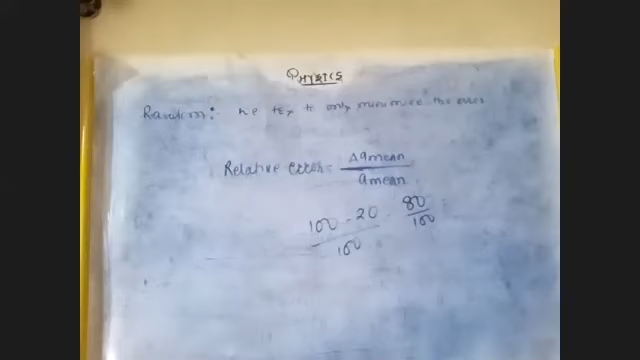 PHYSICS
Random:- we try to only minimize the error
Relative error = Δamean / amean
100 - 20 / 100 = 80 / 100